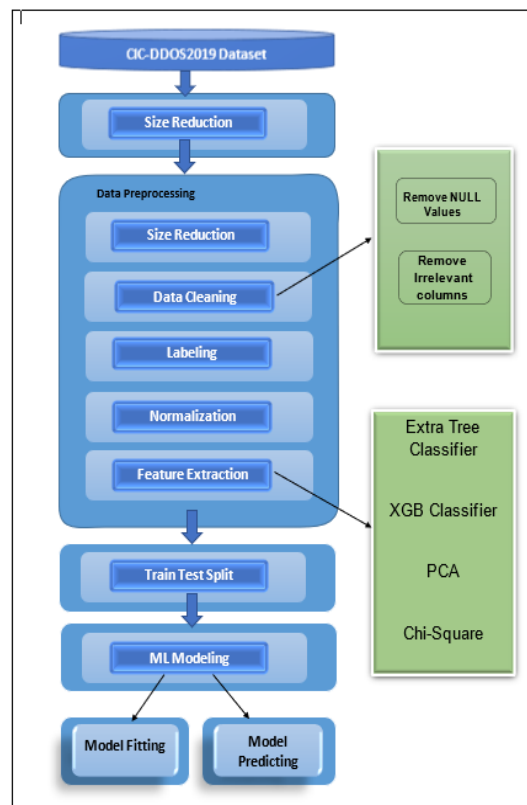 CIC-DDOS2019 Dataset
Size Reduction
Data Preprocessing
Size Reduction
Data Cleaning
Labeling
Normalization
Feature Extraction
Remove NULL
Values
Remove
Irrelevant
columns
Extra Tree
Classifier
XGB Classifier
PCA
Chi-Square
Train Test Split
ML Modeling
Model Fitting
Model
Predicting